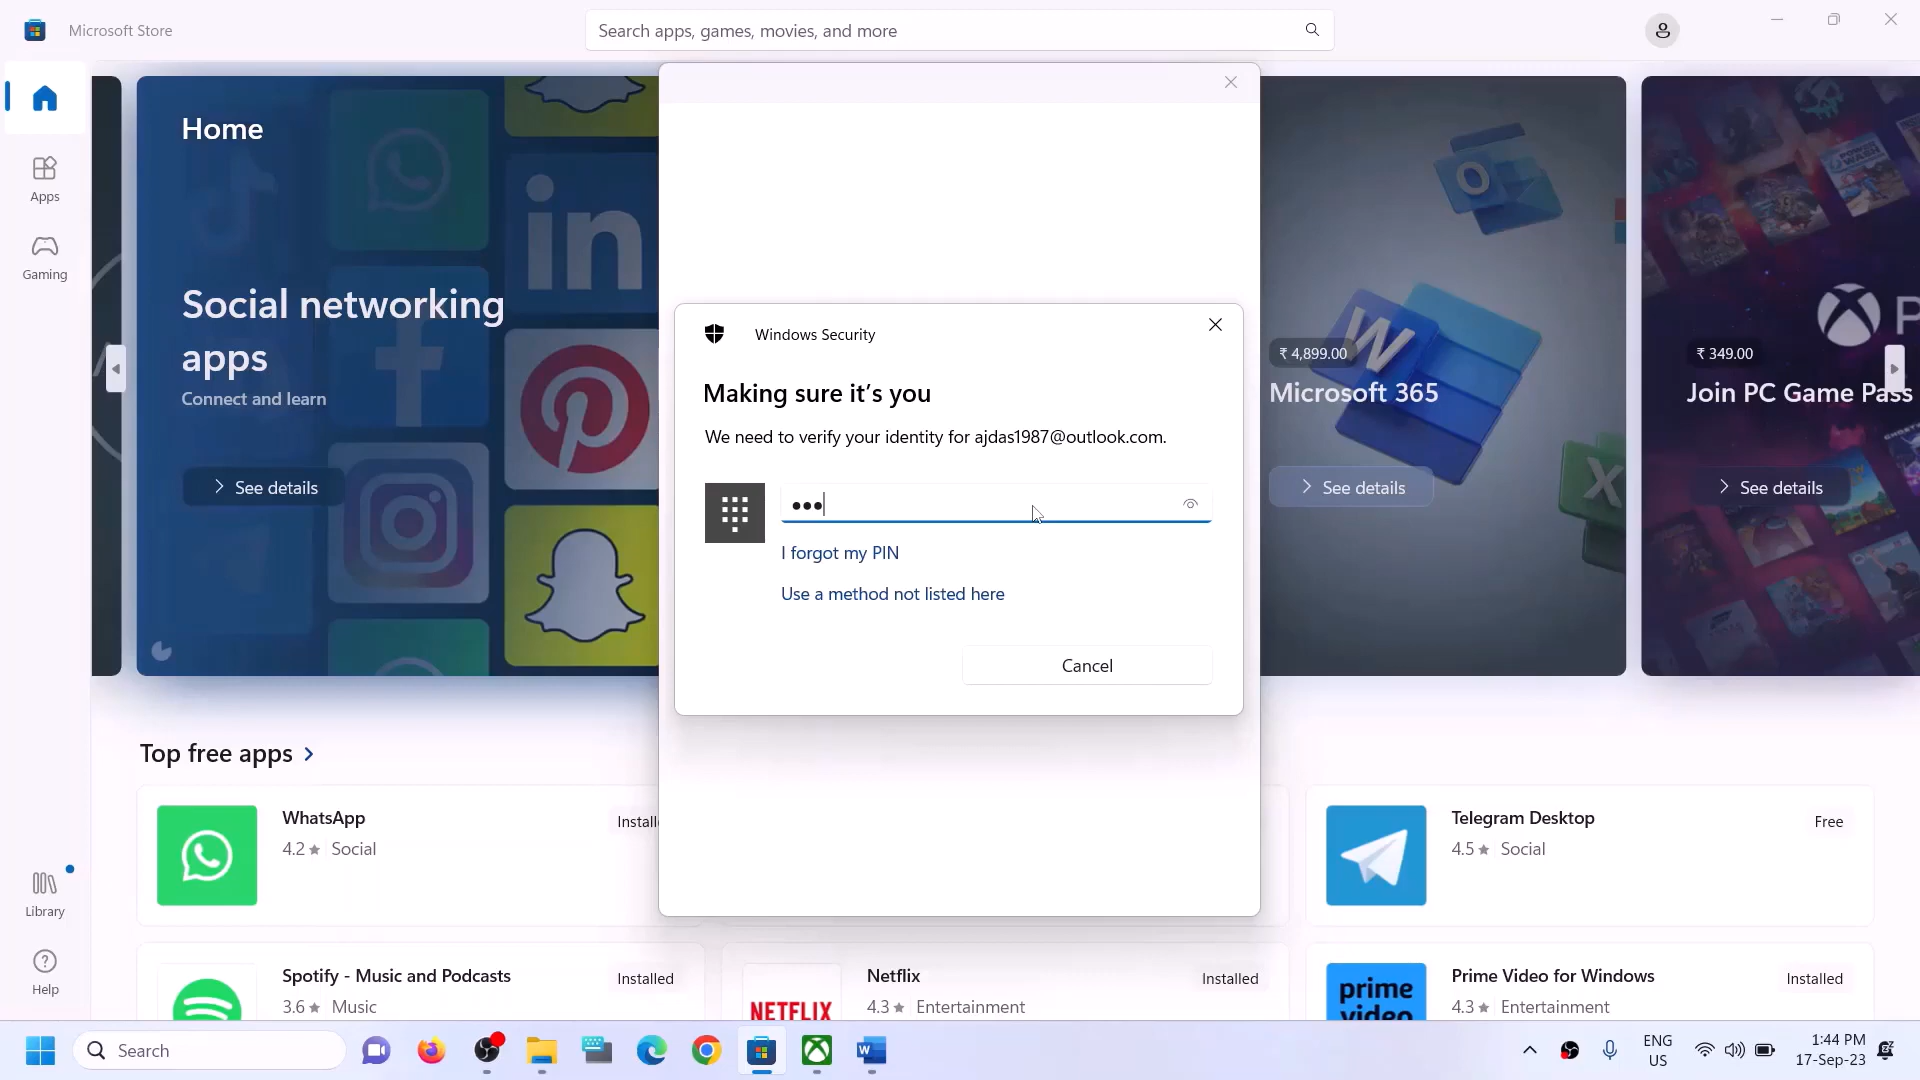 Microsoft Store
Search apps, games, movies, and more
Home
Apps
Gaming
Library
Help
Home
Social networking
apps
Connect and learn
See details
Windows Security
Making sure it's you
We need to verify your identity for ajdas1987@outlook.com.
I forgot my PIN
Use a method not listed here
Cancel
₹ 4,899.00
Microsoft 365
See details
₹ 349.00
Join PC Game Pass
See details
Top free apps
WhatsApp
4.2 ★ Social
Telegram Desktop
4.5 ★ Social
Free
Spotify - Music and Podcasts
3.6 ★ Music
Installed
NETFLIX
Netflix
4.3 ★ Entertainment
Installed
prime
video
Prime Video for Windows
4.3 ★ Entertainment
Installed
Search
ENG
US
1:44 PM
17-Sep-23